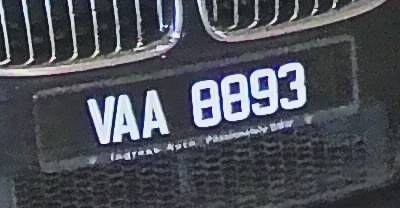 VAA 8893
Ingress Auto. Passionately BMW